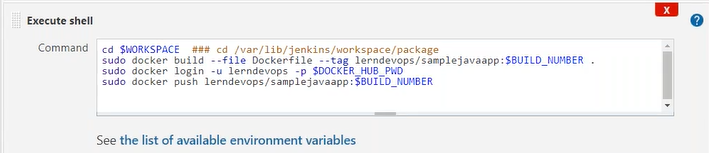 Execute shell
X
?
Command
cd $WORKSPACE  ### cd /var/lib/jenkins/workspace/package
sudo docker build --file Dockerfile --tag lerndevops/samplejavaapp:$BUILD_NUMBER .
sudo docker login -u lerndevops -p $DOCKER_HUB_PWD
sudo docker push lerndevops/samplejavaapp:$BUILD_NUMBER
See the list of available environment variables